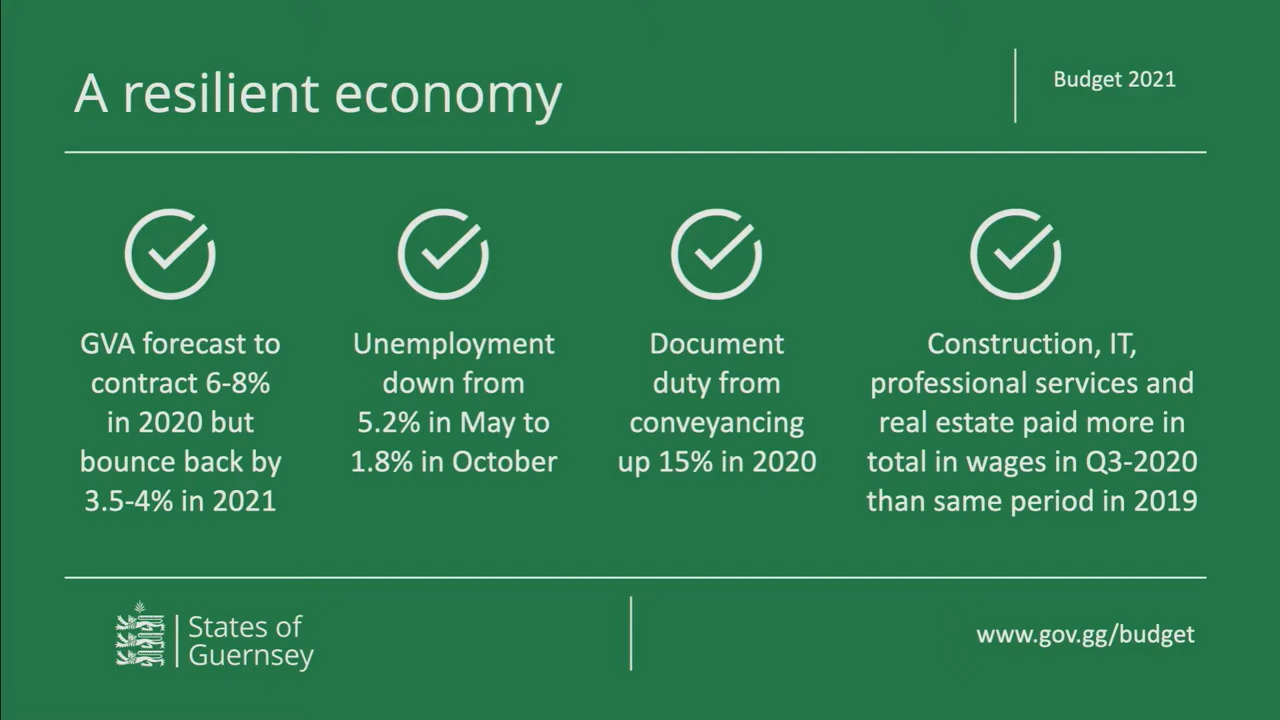 A resilient economy
Budget 2021
GVA forecast to
contract 6-8%
in 2020 but
bounce back by
3.5-4% in 2021
Unemployment
down from
5.2% in May to
1.8% in October
Document
duty from
conveyancing
up 15% in 2020
Construction, IT,
professional services and
real estate paid more in
total in wages in Q3-2020
than same period in 2019
States of
Guernsey
www.gov.gg/budget